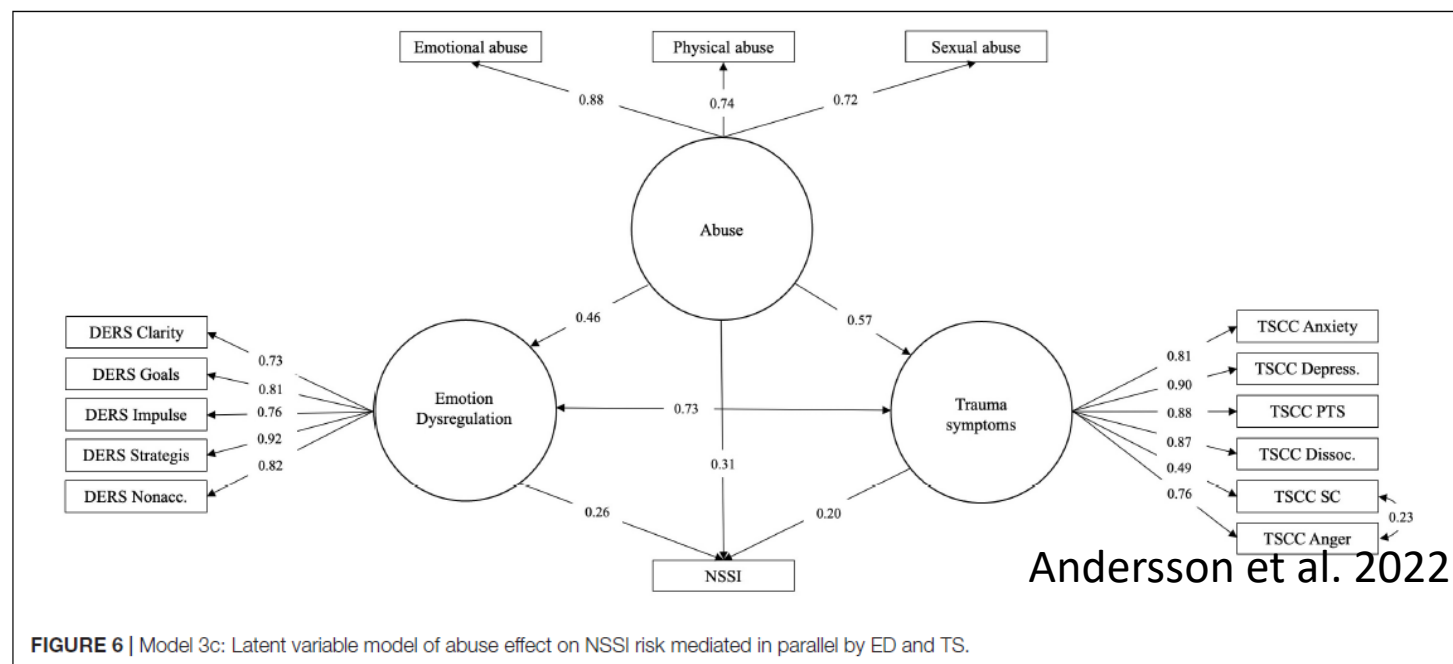 Emotional abuse
Physical abuse
Sexual abuse
0.88
0.74
0.72
Abuse
0.46
0.57
DERS Clarity
DERS Goals
DERS Impulse
DERS Strategis
DERS Nonacc.
0.73
0.81
0.76
0.92
0.82
Emotion
Dysregulation
0.73
0.31
Trauma
symptoms
0.81
0.90
0.88
0.87
0.49
0.76
TSCC Anxiety
TSCC Depress.
TSCC PTS
TSCC Dissoc.
TSCC SC
TSCC Anger
0.23
0.26
0.20
NSSI
Andersson et al. 2022
FIGURE 6 | Model 3c: Latent variable model of abuse effect on NSSI risk mediated in parallel by ED and TS.